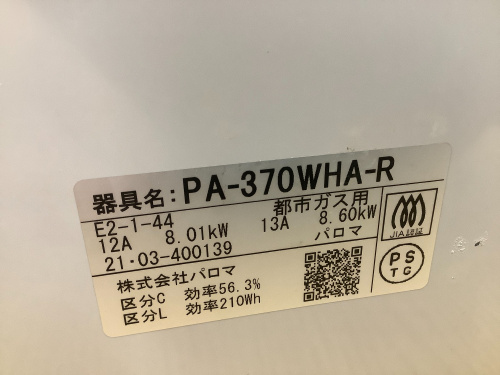 器具名:PA-370WHA-R
E2-1-44 都市ガス用
12A 8.01kW 13A 8.60kW
21・03-400139 パロマ
JIA認証
PS
TG
株式会社パロマ
区分C 効率56.3%
区分L 効率210Wh